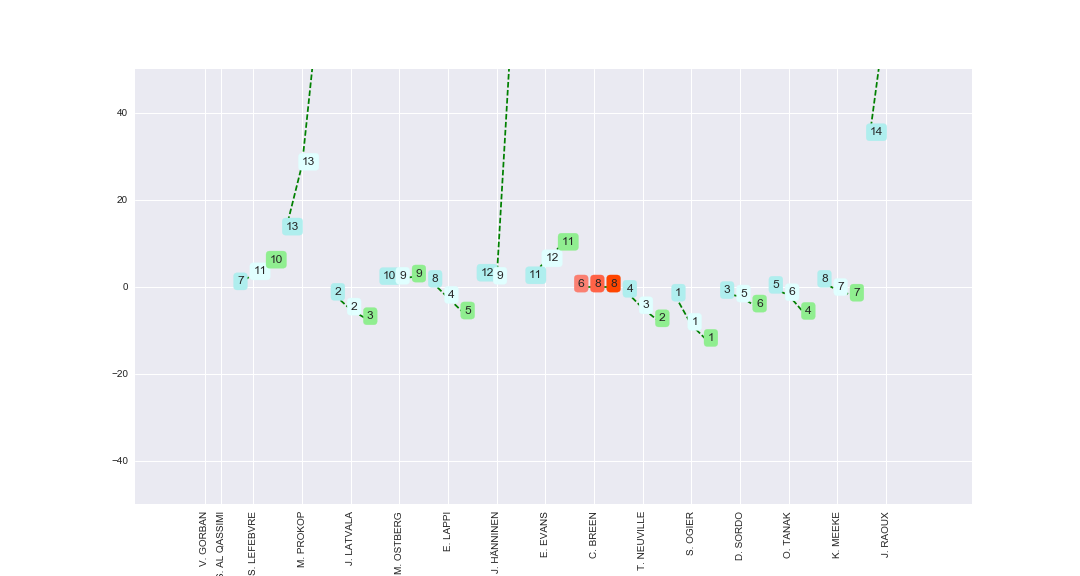 40
20
0
−20
−40
7 11 10
13 13
2 2 3
10 9 9
8 4 5
12 9
11 12 11
6 8 8
4 3 2
1 1 1
3 5 6
5 6 4
8 7 7
14
V. GORBAN
S. AL QASSIMI
S. LEFEBVRE
M. PROKOP
J. LATVALA
M. OSTBERG
E. LAPPI
J. HANNINEN
E. EVANS
C. BREEN
T. NEUVILLE
S. OGIER
D. SORDO
O. TANAK
K. MEEKE
J. RAOUX